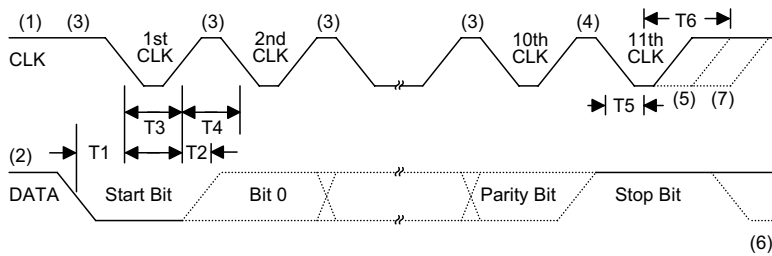 (1) (3) 1st CLK (3) 2nd CLK (3) (3) 10th CLK (4) 11th CLK T6
CLK
T3 T4 T5 (5) (7)
(2) T1 T2
DATA Start Bit Bit 0 Parity Bit Stop Bit
(6)